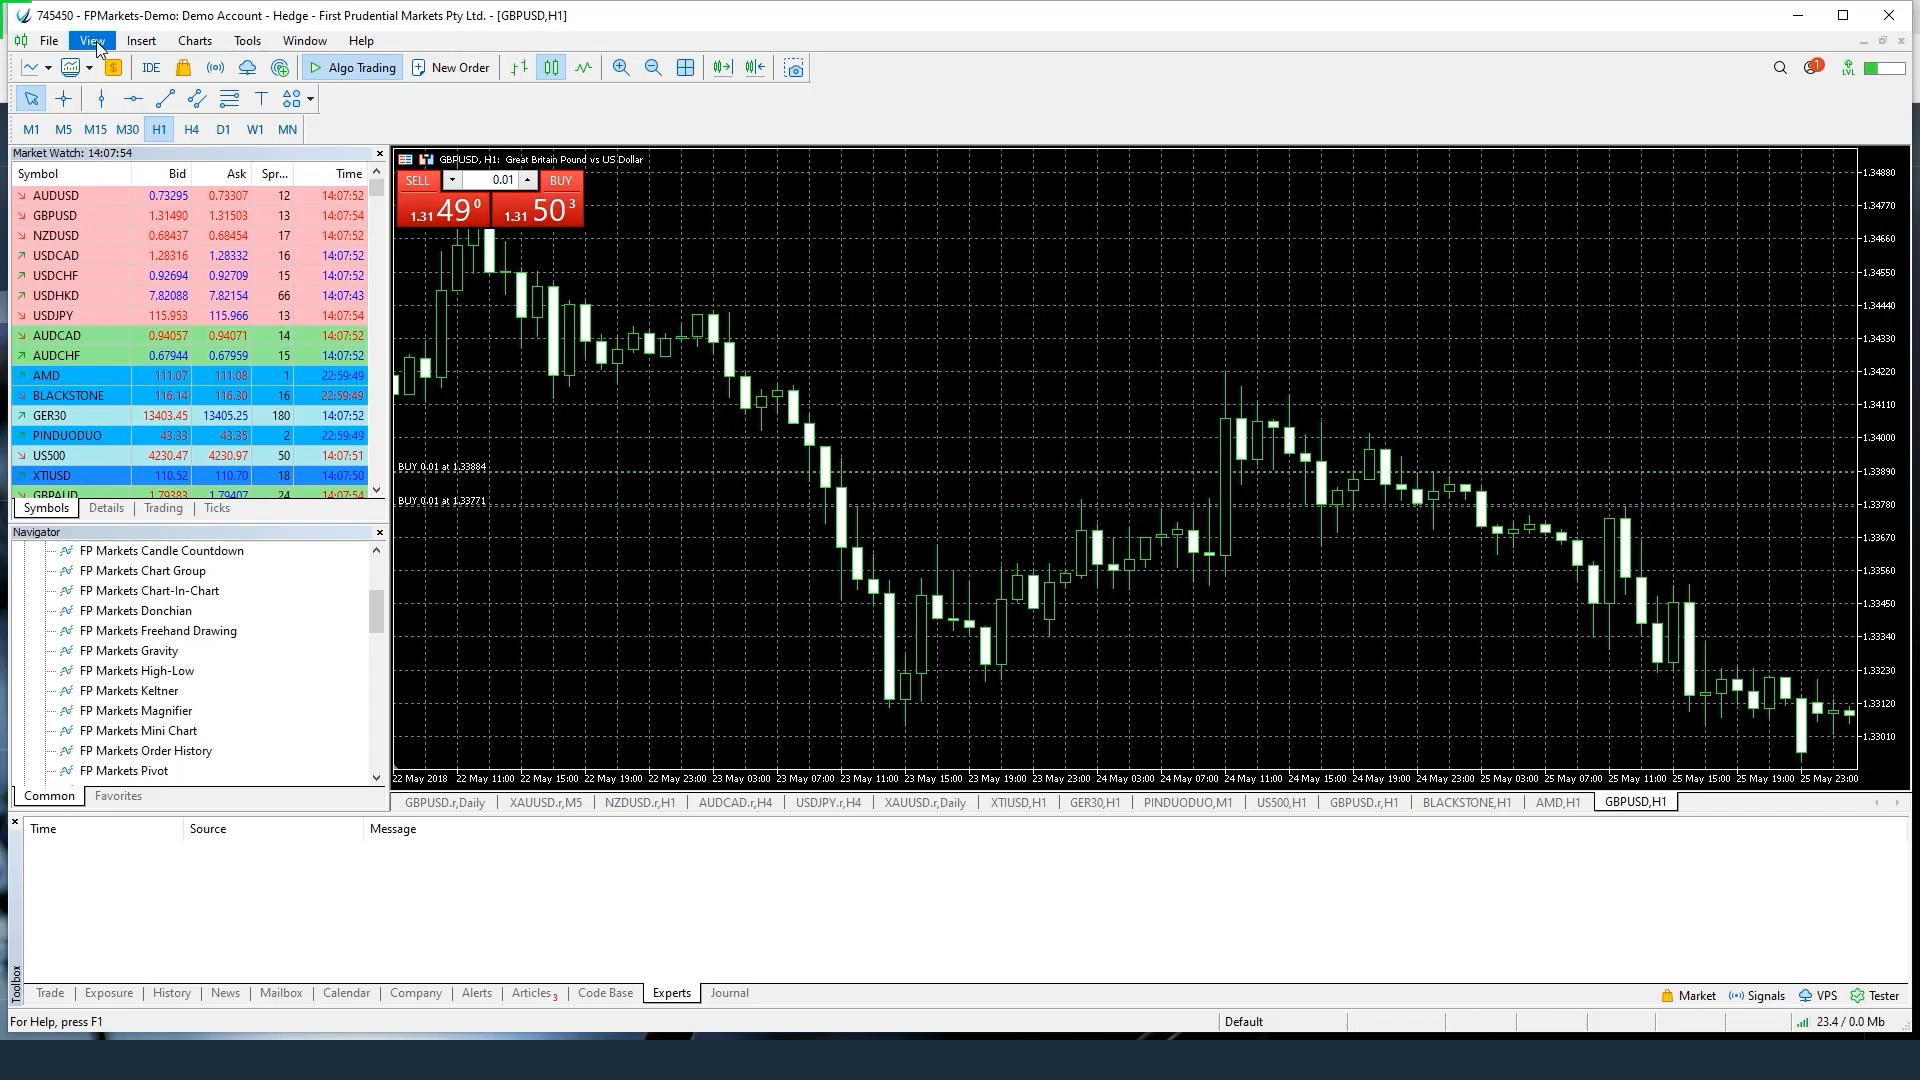 745450 - FPMarkets-Demo: Demo Account - Hedge - First Prudential Markets Pty Ltd. - [GBPUSD,H1]
File View Insert Charts Tools Window Help
IDE Algo Trading New Order 1 LVL
M1 M5 M15 M30 H1 H4 D1 W1 MN
Market Watch: 14:07:54
Symbol Bid Ask Spr... Time
AUDUSD 0.73295 0.73307 12 14:07:52
GBPUSD 1.31490 1.31503 13 14:07:54
NZDUSD 0.68437 0.68454 17 14:07:52
USDCAD 1.28316 1.28332 16 14:07:52
USDCHF 0.92694 0.92709 15 14:07:52
USDHKD 7.82088 7.82154 66 14:07:43
USDJPY 115.953 115.966 13 14:07:54
AUDCAD 0.94057 0.94071 14 14:07:52
AUDCHF 0.67944 0.67959 15 14:07:52
AMD 111.07 111.08 1 22:59:49
BLACKSTONE 116.14 116.30 16 22:59:49
GER30 13403.45 13405.25 180 14:07:52
PINDUODUO 43.33 43.35 2 22:59:49
US500 4230.47 4230.97 50 14:07:51
XTIUSD 110.52 110.70 18 14:07:50
GBPAUD 1.79383 1.79407 24 14:07:54
Symbols Details Trading Ticks
Navigator
FP Markets Candle Countdown
FP Markets Chart Group
FP Markets Chart-In-Chart
FP Markets Donchian
FP Markets Freehand Drawing
FP Markets Gravity
FP Markets High-Low
FP Markets Keltner
FP Markets Magnifier
FP Markets Mini Chart
FP Markets Order History
FP Markets Pivot
Common Favorites
GBPUSD, H1: Great Britain Pound vs US Dollar
SELL 0.01 BUY
1.31 49 0 1.31 50 3
BUY 0.01 at 1.33884
BUY 0.01 at 1.33771
1.34880
1.34770
1.34660
1.34550
1.34440
1.34330
1.34220
1.34110
1.34000
1.33890
1.33780
1.33670
1.33560
1.33450
1.33340
1.33230
1.33120
1.33010
22 May 2018 22 May 11:00 22 May 15:00 22 May 19:00 22 May 23:00 23 May 03:00 23 May 07:00 23 May 11:00 23 May 15:00 23 May 19:00 23 May 23:00 24 May 03:00 24 May 07:00 24 May 11:00 24 May 15:00 24 May 19:00 24 May 23:00 25 May 03:00 25 May 07:00 25 May 11:00 25 May 15:00 25 May 19:00 25 May 23:00
GBPUSD.r,Daily XAUUSD.r,M5 NZDUSD.r,H1 AUDCAD.r,H4 USDJPY.r,H4 XAUUSD.r,Daily XTIUSD,H1 GER30,H1 PINDUODUO,M1 US500,H1 GBPUSD.r,H1 BLACKSTONE,H1 AMD,H1 GBPUSD,H1
Time Source Message
Toolbox
Trade Exposure History News Mailbox Calendar Company Alerts Articles 3 Code Base Experts Journal
Market Signals VPS Tester
For Help, press F1 Default 23.4 / 0.0 Mb